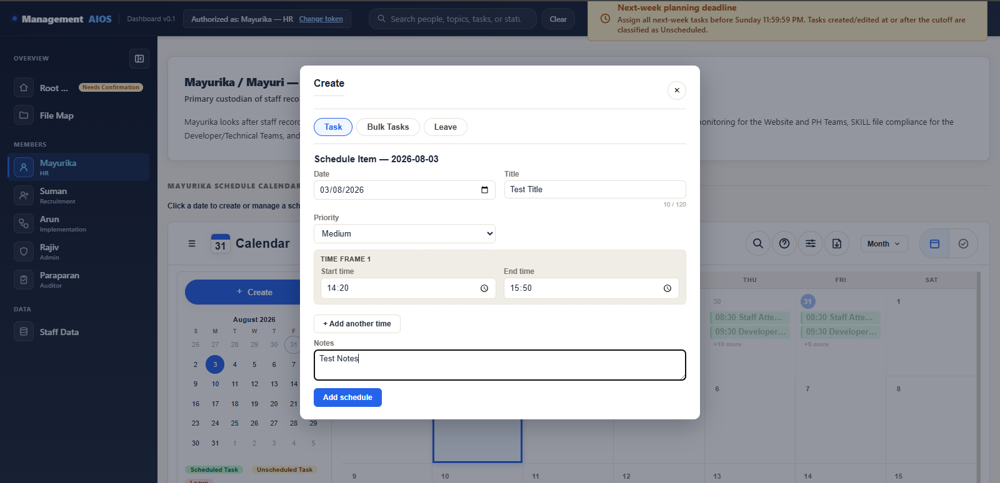 Management AIOS
Dashboard v0.1
Authorized as: Mayurika — HR Change token
Search people, topics, tasks, or statu
Clear
Next-week planning deadline
Assign all next-week tasks before Sunday 11:59:59 PM. Tasks created/edited at or after the cutoff are
classified as Unscheduled.
OVERVIEW
Root ... Needs Confirmation
File Map
MEMBERS
Mayurika
HR
Suman
Recruitment
Arun
Implementation
Rajiv
Admin
Paraparan
Auditor
DATA
Staff Data
Mayurika / Mayuri —
Primary custodian of staff reco
Mayurika looks after staff record
onitoring for the Website and PH Teams, SKILL file compliance for the
Developer/Technical Teams, and
MAYURIKA SCHEDULE CALENDAR
Click a date to create or manage a sch
31 Calendar
Month
+ Create
August 2026
S M T W T F
26 27 28 29 30 31
2 3 4 5 6 7
9 10 11 12 13 14
16 17 18 19 20 21
23 24 25 26 27 28 29
30 31 1 2 3 4 5
Scheduled Task Unscheduled Task
Leave
Create
×
Task Bulk Tasks Leave
Schedule Item — 2026-08-03
Date Title
03/08/2026 Test Title
10 / 120
Priority
Medium
TIME FRAME 1
Start time End time
14:20 15:50
+ Add another time
Notes
Test Notes
Add schedule
THU FRI SAT
30 31 1
08:30 Staff Atte... 08:30 Staff Atte...
09:30 Developer... 09:30 Developer...
+10 more +9 more
6 7 8
9 10 11 12 13 14 15